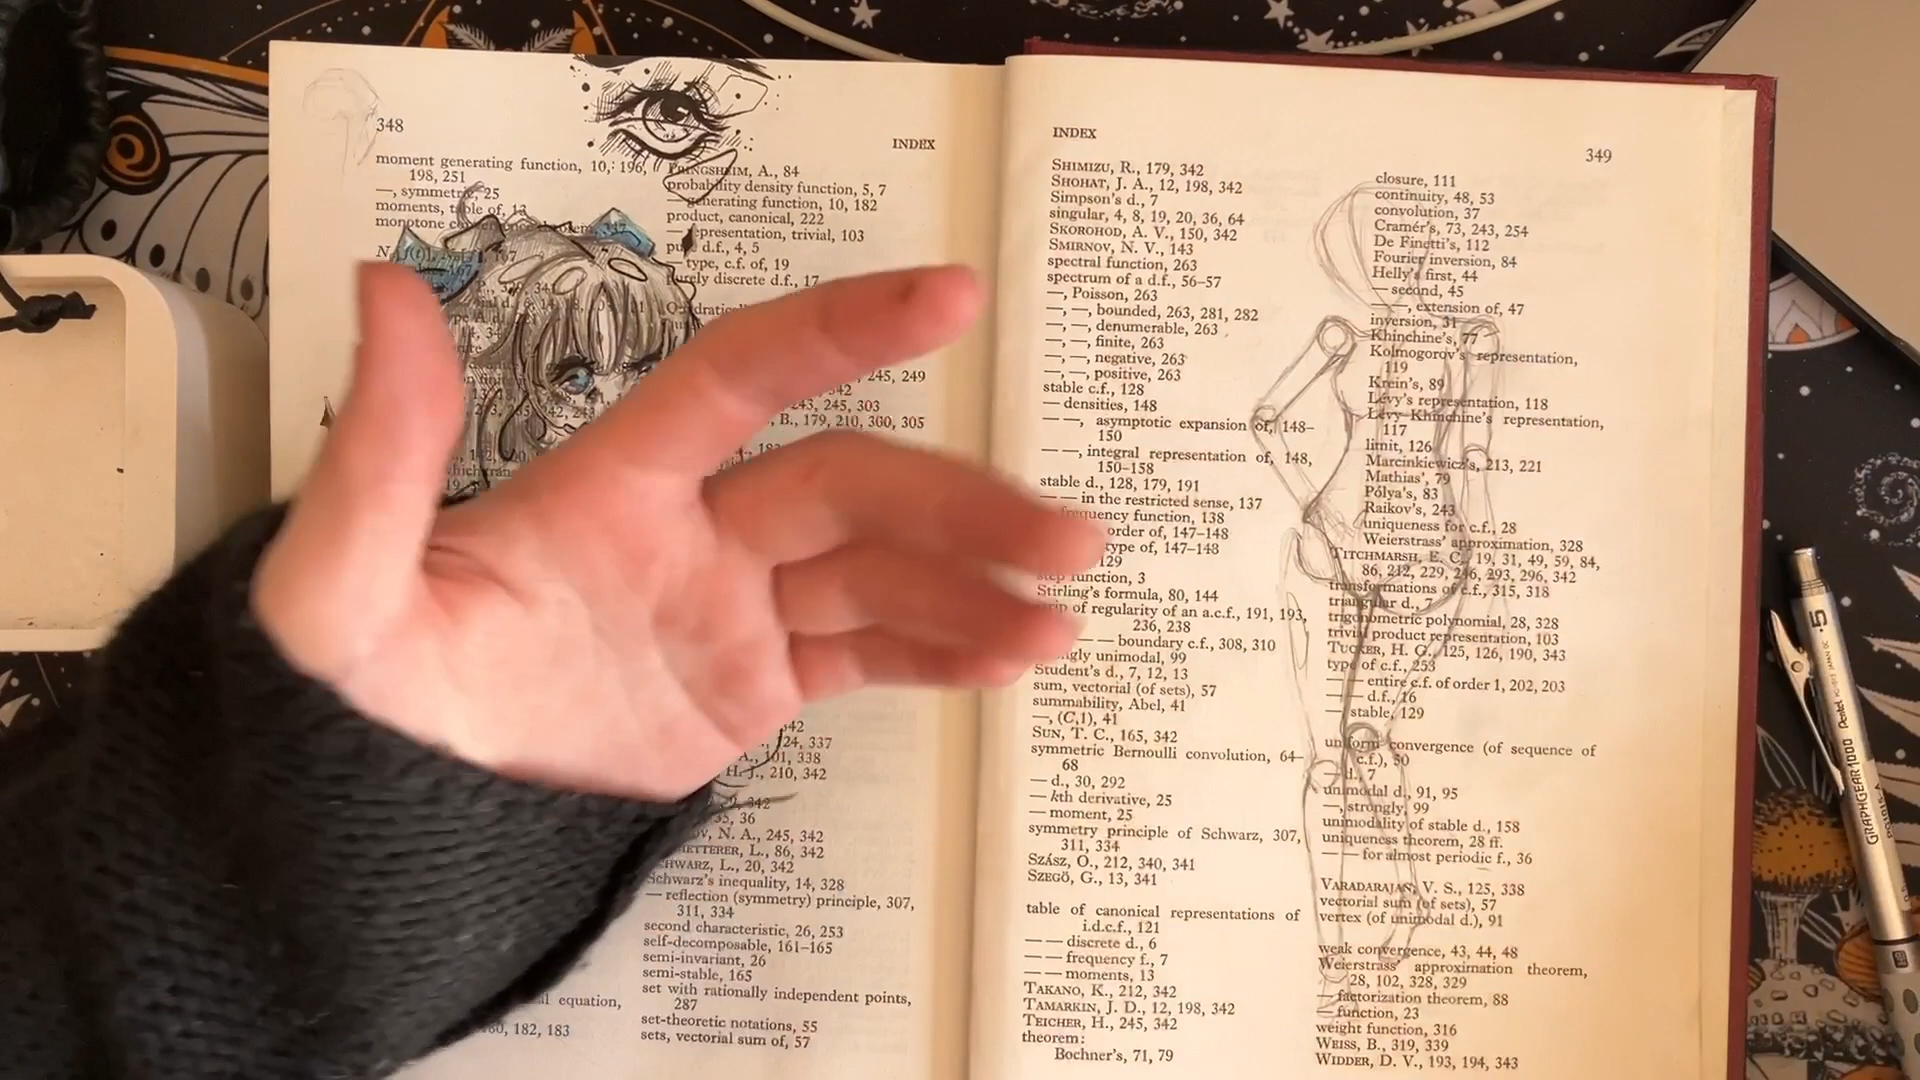 348
INDEX
moment generating function, 10, 196,
198, 251
—, symmetric, 25
moments, table of, 13
monotone convergence theorem, 347
PRINGSHEIM, A., 84
probability density function, 5, 7
— generating function, 10, 182
product, canonical, 222
— representation, trivial, 103
pure d.f., 4, 5
— type, c.f. of, 19
purely discrete d.f., 17
245, 249
342
243, 245, 303
, B., 179, 210, 300, 305
342
124, 337
A., 101, 338
H. J., 210, 342
342
35, 36
N. A., 245, 342
L., 86, 342
L., 20, 342
Schwarz's inequality, 14, 328
— reflection (symmetry) principle, 307,
311, 334
second characteristic, 26, 253
self-decomposable, 161–165
semi-invariant, 26
semi-stable, 165
set with rationally independent points,
287
set-theoretic notations, 55
sets, vectorial sum of, 57
equation,
182, 183
INDEX
349
SHIMIZU, R., 179, 342
SHOHAT, J. A., 12, 198, 342
Simpson's d., 7
singular, 4, 8, 19, 20, 36, 64
SKOROHOD, A. V., 150, 342
SMIRNOV, N. V., 143
spectral function, 263
spectrum of a d.f., 56–57
—, Poisson, 263
—, —, bounded, 263, 281, 282
—, —, denumerable, 263
—, —, finite, 263
—, —, negative, 263
—, —, positive, 263
stable c.f., 128
— densities, 148
— —, asymptotic expansion of, 148–
150
— —, integral representation of, 148,
150–158
stable d., 128, 179, 191
— — in the restricted sense, 137
frequency function, 138
order of, 147–148
type of, 147–148
129
step function, 3
Stirling's formula, 80, 144
strip of regularity of an a.c.f., 191, 193,
236, 238
— — boundary c.f., 308, 310
strongly unimodal, 99
Student's d., 7, 12, 13
sum, vectorial (of sets), 57
summability, Abel, 41
—, (C,1), 41
SUN, T. C., 165, 342
symmetric Bernoulli convolution, 64–
68
— d., 30, 292
— kth derivative, 25
— moment, 25
symmetry principle of Schwarz, 307,
311, 334
SZÁSZ, O., 212, 340, 341
SZEGÖ, G., 13, 341
table of canonical representations of
i.d.c.f., 121
— — discrete d., 6
— — frequency f., 7
— — moments, 13
TAKANO, K., 212, 342
TAMARKIN, J. D., 12, 198, 342
TEICHER, H., 245, 342
theorem:
Bochner's, 71, 79
closure, 111
continuity, 48, 53
convolution, 37
Cramér's, 73, 243, 254
De Finetti's, 112
Fourier inversion, 84
Helly's first, 44
— second, 45
— —, extension of, 47
inversion, 31
Khinchine's, 77
Kolmogorov's representation,
119
Krein's, 89
Lévy's representation, 118
Lévy–Khinchine's representation,
117
limit, 126
Marcinkiewicz's, 213, 221
Mathias', 79
Pólya's, 83
Raikov's, 243
uniqueness for c.f., 28
Weierstrass' approximation, 328
TITCHMARSH, E. C., 19, 31, 49, 59, 84,
86, 212, 229, 246, 293, 296, 342
transformations of c.f., 315, 318
triangular d., 7
trigonometric polynomial, 28, 328
trivial product representation, 103
TUCKER, H. G., 125, 126, 190, 343
type of c.f., 253
— — entire c.f. of order 1, 202, 203
— — d.f., 16
— stable, 129
uniform convergence (of sequence of
c.f.), 50
— d., 7
unimodal d., 91, 95
—, strongly, 99
unimodality of stable d., 158
uniqueness theorem, 28 ff.
— — for almost periodic f., 36
VARADARAJAN, V. S., 125, 338
vectorial sum (of sets), 57
vertex (of unimodal d.), 91
weak convergence, 43, 44, 48
Weierstrass' approximation theorem,
28, 102, 328, 329
— factorization theorem, 88
— function, 23
weight function, 316
WEISS, B., 319, 339
WIDDER, D. V., 193, 194, 343
.5
Pentel
JAPAN
GRAPHGEAR 1000